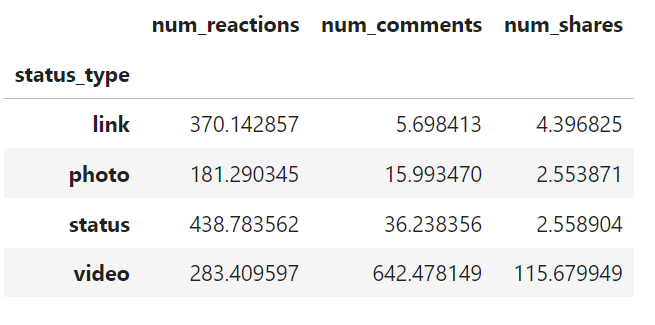 num_reactions num_comments num_shares
status_type
link 370.142857 5.698413 4.396825
photo 181.290345 15.993470 2.553871
status 438.783562 36.238356 2.558904
video 283.409597 642.478149 115.679949